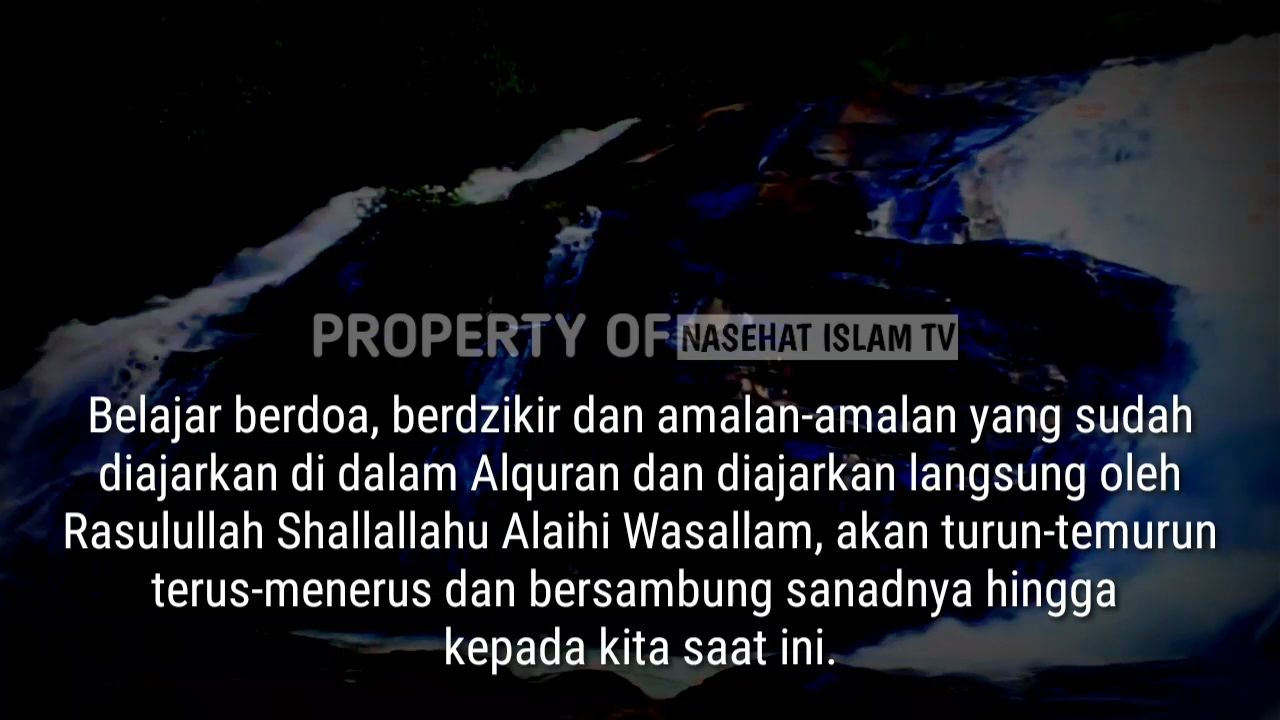 PROPERTY OF NASEHAT ISLAM TV
Belajar berdoa, berdzikir dan amalan-amalan yang sudah
diajarkan di dalam Alquran dan diajarkan langsung oleh
Rasulullah Shallallahu Alaihi Wasallam, akan turun-temurun
terus-menerus dan bersambung sanadnya hingga
kepada kita saat ini.